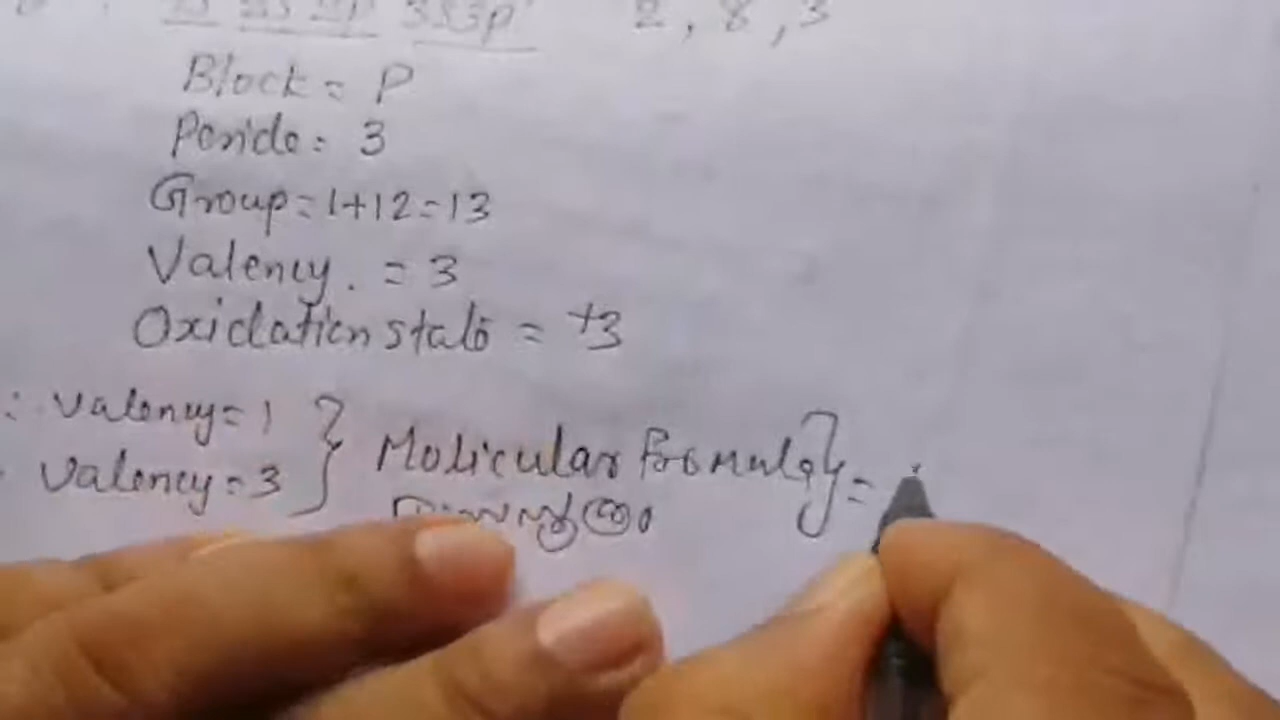 3s3p¹ 2, 8, 3
Block = P
Peride = 3
Group = 1+12 = 13
Valency. = 3
Oxidation state = +3
: Valency = 1 } Molicular Formula } =
Valency = 3